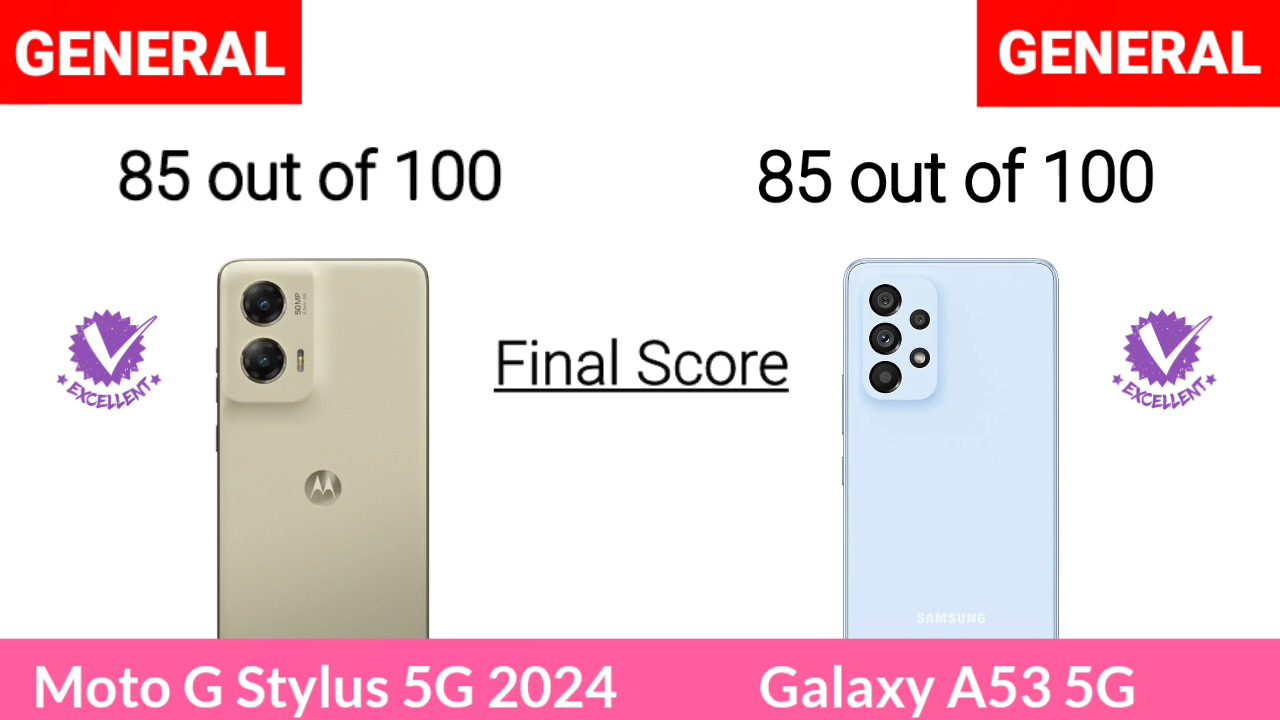 GENERAL
GENERAL
85 out of 100
85 out of 100
50MP
EXCELLENT
Final Score
EXCELLENT
SAMSUNG
Moto G Stylus 5G 2024
Galaxy A53 5G